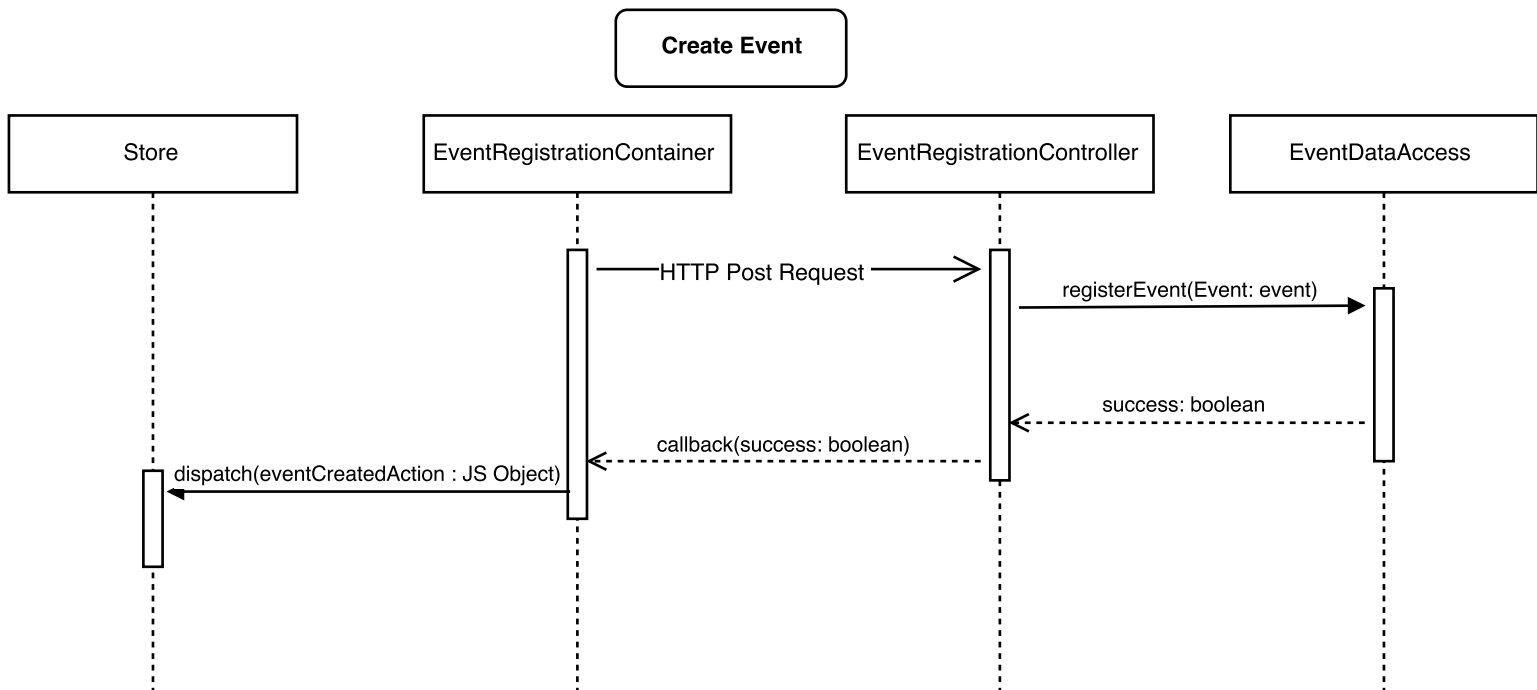 Create Event
Store
EventRegistrationContainer
EventRegistrationController
EventDataAccess
HTTP Post Request
registerEvent(Event: event)
success: boolean
callback(success: boolean)
dispatch(eventCreatedAction : JS Object)